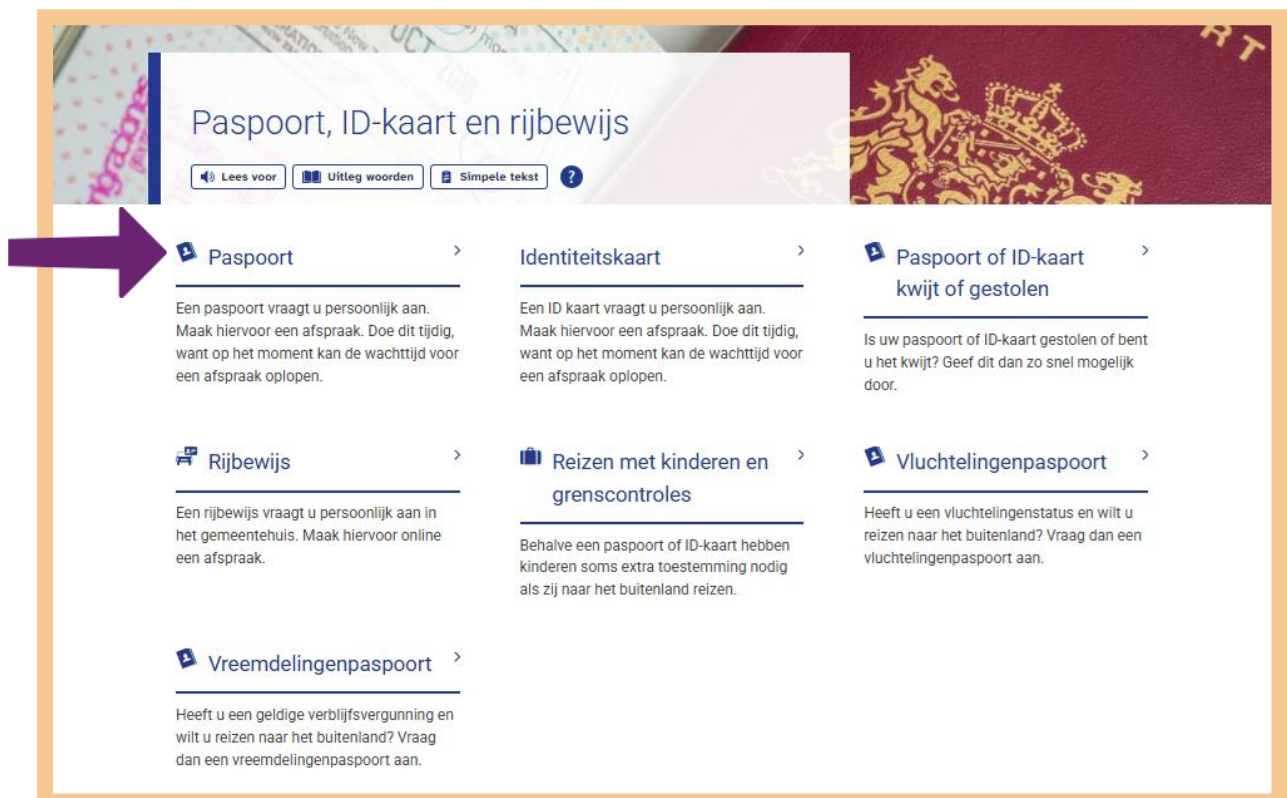 UCT
2016
migraciones
RT
Paspoort, ID-kaart en rijbewijs
Lees voor
Uitleg woorden
Simpele tekst
?
Paspoort
Een paspoort vraagt u persoonlijk aan.
Maak hiervoor een afspraak. Doe dit tijdig,
want op het moment kan de wachttijd voor
een afspraak oplopen.
Identiteitskaart
Een ID kaart vraagt u persoonlijk aan.
Maak hiervoor een afspraak. Doe dit tijdig,
want op het moment kan de wachttijd voor
een afspraak oplopen.
Paspoort of ID-kaart
kwijt of gestolen
Is uw paspoort of ID-kaart gestolen of bent
u het kwijt? Geef dit dan zo snel mogelijk
door.
Rijbewijs
Een rijbewijs vraagt u persoonlijk aan in
het gemeentehuis. Maak hiervoor online
een afspraak.
Reizen met kinderen en
grenscontroles
Behalve een paspoort of ID-kaart hebben
kinderen soms extra toestemming nodig
als zij naar het buitenland reizen.
Vluchtelingenpaspoort
Heeft u een vluchtelingenstatus en wilt u
reizen naar het buitenland? Vraag dan een
vluchtelingenpaspoort aan.
Vreemdelingenpaspoort
Heeft u een geldige verblijfsvergunning en
wilt u reizen naar het buitenland? Vraag
dan een vreemdelingenpaspoort aan.